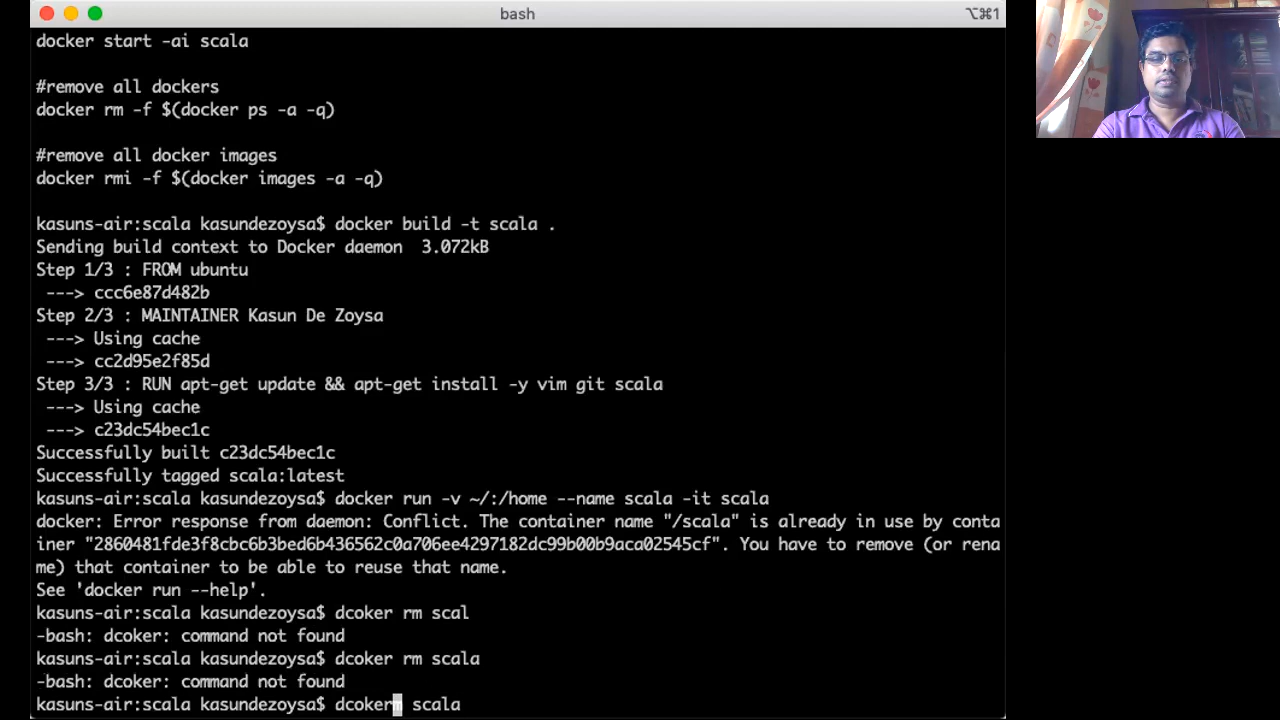 bash
⌥⌘1
docker start -ai scala
#remove all dockers
docker rm -f $(docker ps -a -q)
#remove all docker images
docker rmi -f $(docker images -a -q)
kasuns-air:scala kasundezoysa$ docker build -t scala .
Sending build context to Docker daemon  3.072kB
Step 1/3 : FROM ubuntu
 ---> ccc6e87d482b
Step 2/3 : MAINTAINER Kasun De Zoysa
 ---> Using cache
 ---> cc2d95e2f85d
Step 3/3 : RUN apt-get update && apt-get install -y vim git scala
 ---> Using cache
 ---> c23dc54bec1c
Successfully built c23dc54bec1c
Successfully tagged scala:latest
kasuns-air:scala kasundezoysa$ docker run -v ~/:/home --name scala -it scala
docker: Error response from daemon: Conflict. The container name "/scala" is already in use by conta
iner "2860481fde3f8cbc6b3bed6b436562c0a706ee4297182dc99b00b9aca02545cf". You have to remove (or rena
me) that container to be able to reuse that name.
See 'docker run --help'.
kasuns-air:scala kasundezoysa$ dcoker rm scal
-bash: dcoker: command not found
kasuns-air:scala kasundezoysa$ dcoker rm scala
-bash: dcoker: command not found
kasuns-air:scala kasundezoysa$ dcokerm scala